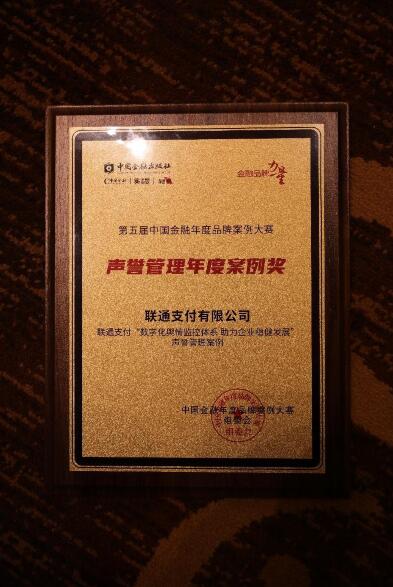 中国金融出版社
金融品牌力量
第五届中国金融年度品牌案例大赛
声誉管理年度案例奖
联通支付有限公司
联通支付“数字化舆情监控体系 助力企业稳健发展”
声誉管理案例
中国金融年度品牌案例大赛
组委会